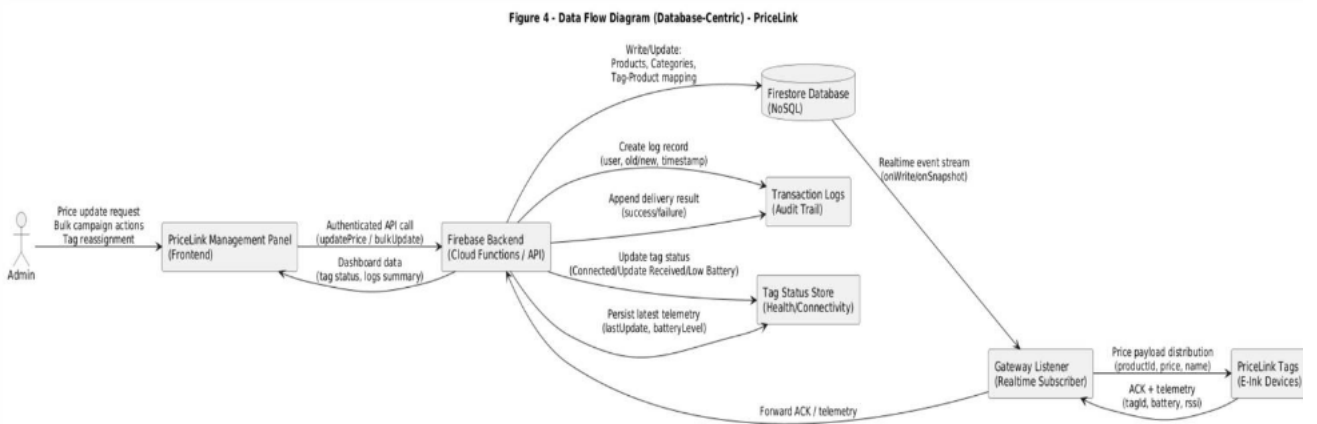 Figure 4 - Data Flow Diagram (Database-Centric) - PriceLink
Write/Update:
Products, Categories,
Tag-Product mapping
Firestore Database
(NoSQL)
Create log record
(user, old/new, timestamp)
Realtime event stream
(onWrite/onSnapshot)
Transaction Logs
(Audit Trail)
Append delivery result
(success/failure)
Price update request
Bulk campaign actions
Tag reassignment
Admin
PriceLink Management Panel
(Frontend)
Authenticated API call
(updatePrice / bulkUpdate)
Dashboard data
(tag status, logs summary)
Firebase Backend
(Cloud Functions / API)
Update tag status
(Connected/Update Received/Low Battery)
Tag Status Store
(Health/Connectivity)
Persist latest telemetry
(lastUpdate, batteryLevel)
Gateway Listener
(Realtime Subscriber)
Price payload distribution
(productId, price, name)
ACK + telemetry
(tagId, battery, rssi)
PriceLink Tags
(E-Ink Devices)
Forward ACK / telemetry